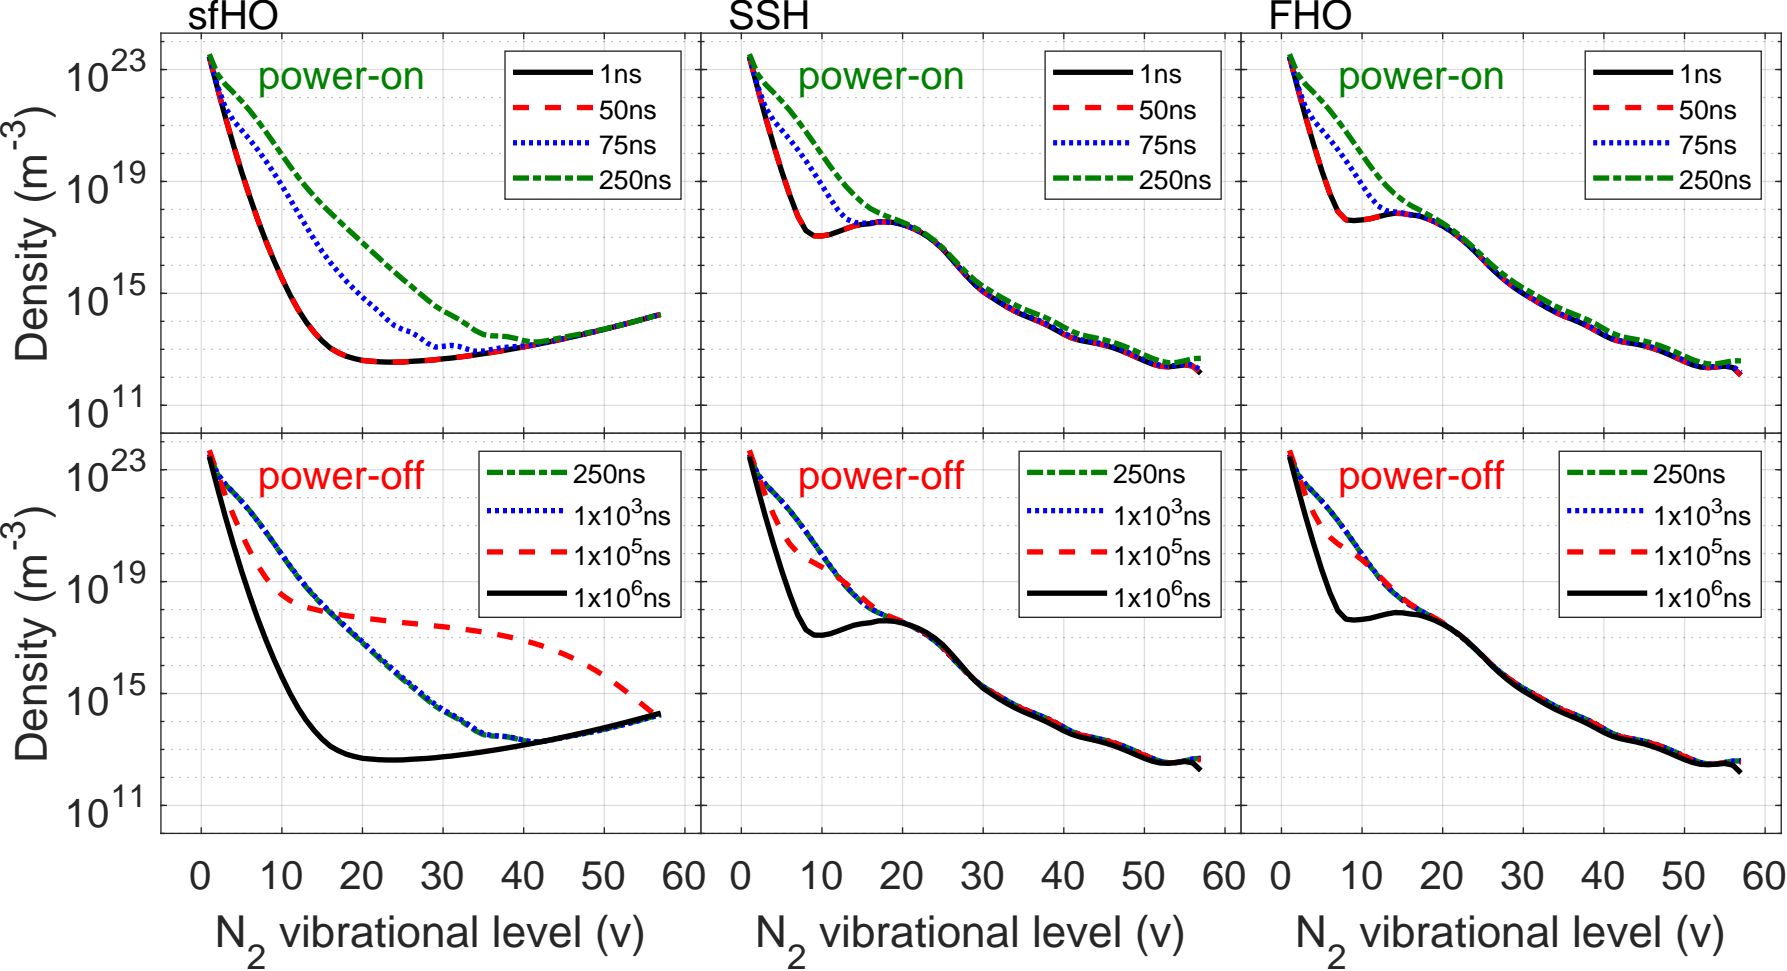 sfHO SSH FHO
10^23 power-on 1ns power-on 1ns power-on 1ns
50ns 50ns 50ns
75ns 75ns 75ns
10^19 250ns 250ns 250ns
Density (m^-3)
10^15
10^11
10^23 power-off 250ns power-off 250ns power-off 250ns
1x10^3ns 1x10^3ns 1x10^3ns
1x10^5ns 1x10^5ns 1x10^5ns
10^19 1x10^6ns 1x10^6ns 1x10^6ns
Density (m^-3)
10^15
10^11
0 10 20 30 40 50 60 0 10 20 30 40 50 60 0 10 20 30 40 50 60
N_2 vibrational level (v) N_2 vibrational level (v) N_2 vibrational level (v)